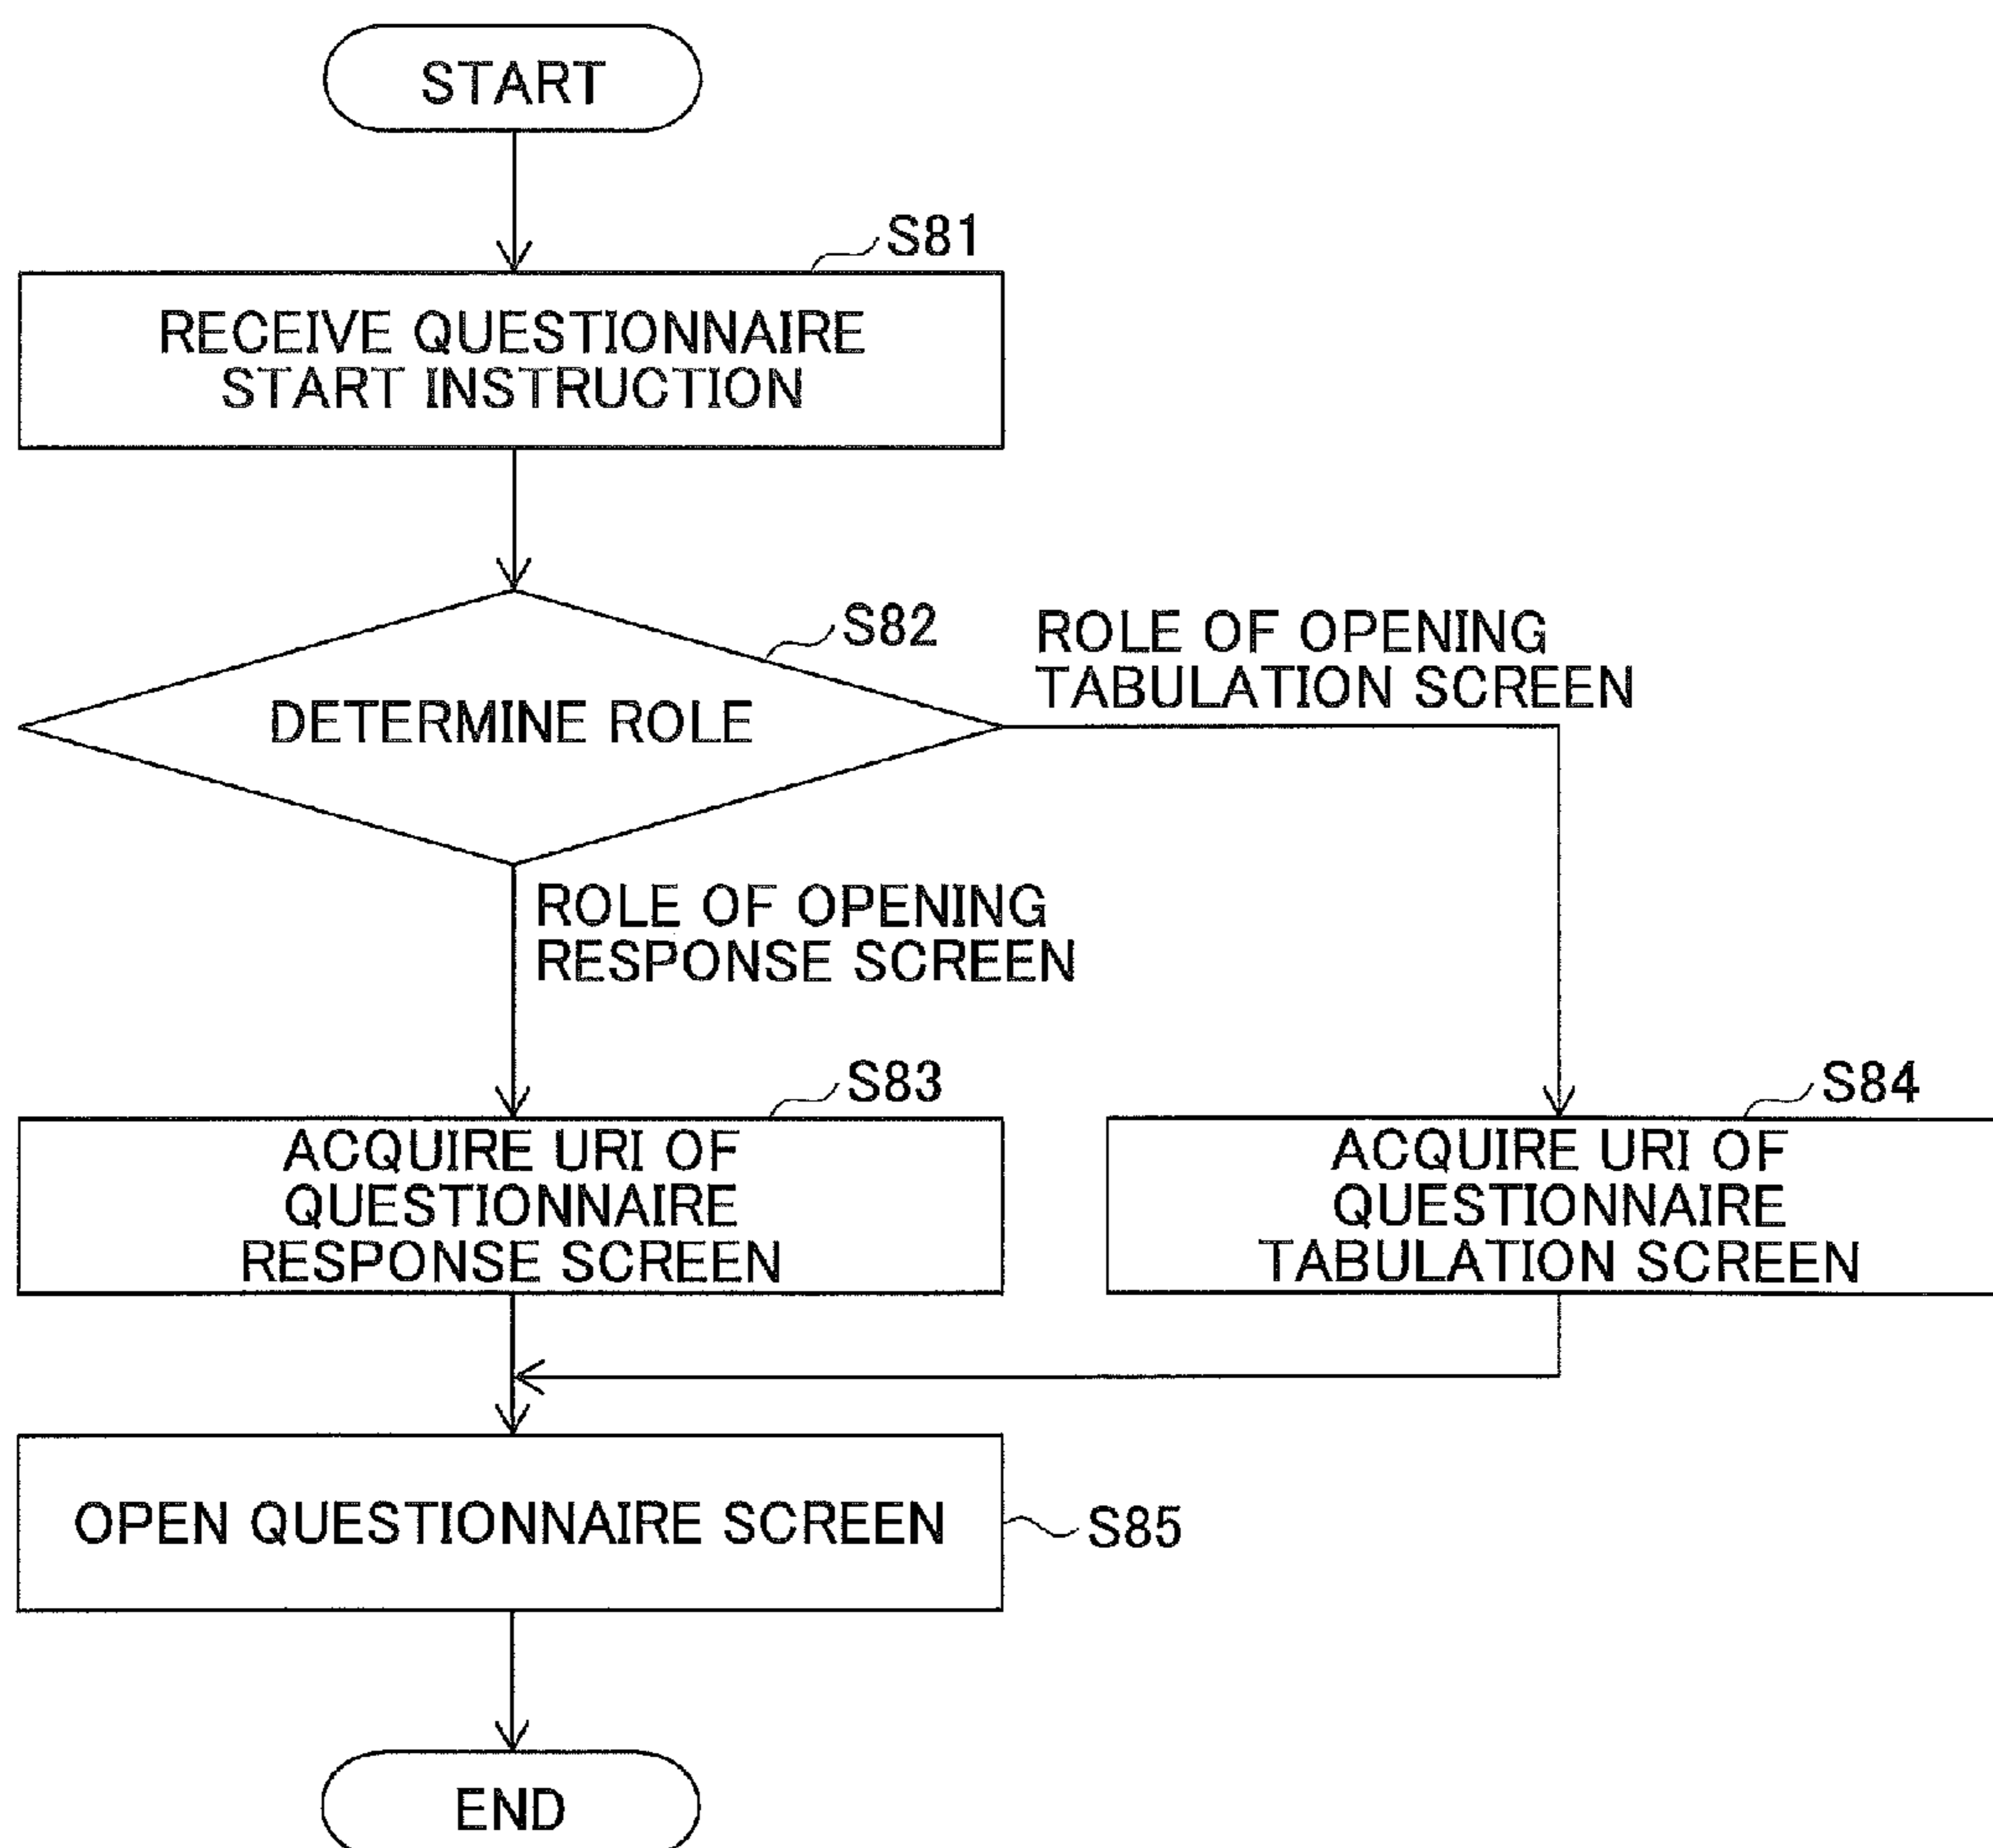 START
S81
RECEIVE QUESTIONNAIRE
START INSTRUCTION
S82
DETERMINE ROLE
ROLE OF OPENING
TABULATION SCREEN
ROLE OF OPENING
RESPONSE SCREEN
S83
ACQUIRE URI OF
QUESTIONNAIRE
RESPONSE SCREEN
S84
ACQUIRE URI OF
QUESTIONNAIRE
TABULATION SCREEN
OPEN QUESTIONNAIRE SCREEN
S85
END